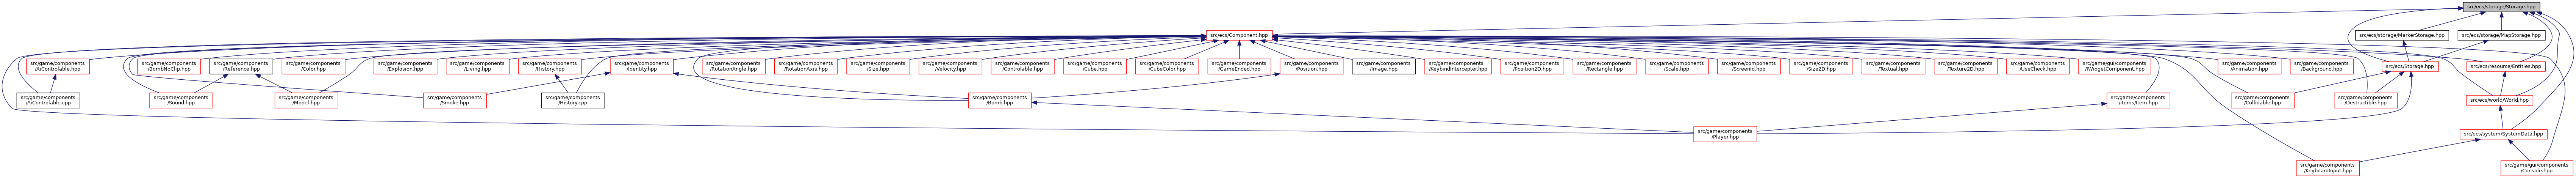 src/ecs/storage/Storage.hpp
src/ecs/Component.hpp
src/ecs/storage/MarkerStorage.hpp
src/ecs/storage/MapStorage.hpp
src/game/components
/AiControlable.hpp
src/game/components
/BombNoClip.hpp
src/game/components
/Reference.hpp
src/game/components
/Color.hpp
src/game/components
/Explosion.hpp
src/game/components
/Living.hpp
src/game/components
/History.hpp
src/game/components
/Identity.hpp
src/game/components
/RotationAngle.hpp
src/game/components
/RotationAxis.hpp
src/game/components
/Size.hpp
src/game/components
/Velocity.hpp
src/game/components
/Controlable.hpp
src/game/components
/Cube.hpp
src/game/components
/CubeColor.hpp
src/game/components
/GameEnded.hpp
src/game/components
/Position.hpp
src/game/components
/Image.hpp
src/game/components
/KeybindIntercepter.hpp
src/game/components
/Position2D.hpp
src/game/components
/Rectangle.hpp
src/game/components
/Scale.hpp
src/game/components
/ScreenId.hpp
src/game/components
/Size2D.hpp
src/game/components
/Textual.hpp
src/game/components
/Texture2D.hpp
src/game/components
/UseCheck.hpp
src/game/gui/components
/IWidgetComponent.hpp
src/game/components
/Animation.hpp
src/game/components
/Background.hpp
src/ecs/Storage.hpp
src/ecs/resource/Entities.hpp
src/game/components
/AiControlable.cpp
src/game/components
/Sound.hpp
src/game/components
/Model.hpp
src/game/components
/Smoke.hpp
src/game/components
/History.cpp
src/game/components
/Bomb.hpp
src/game/components
/items/Item.hpp
src/game/components
/Collidable.hpp
src/game/components
/Destructible.hpp
src/ecs/world/World.hpp
src/game/components
/Player.hpp
src/ecs/system/SystemData.hpp
src/game/components
/KeyboardInput.hpp
src/game/gui/components
/Console.hpp